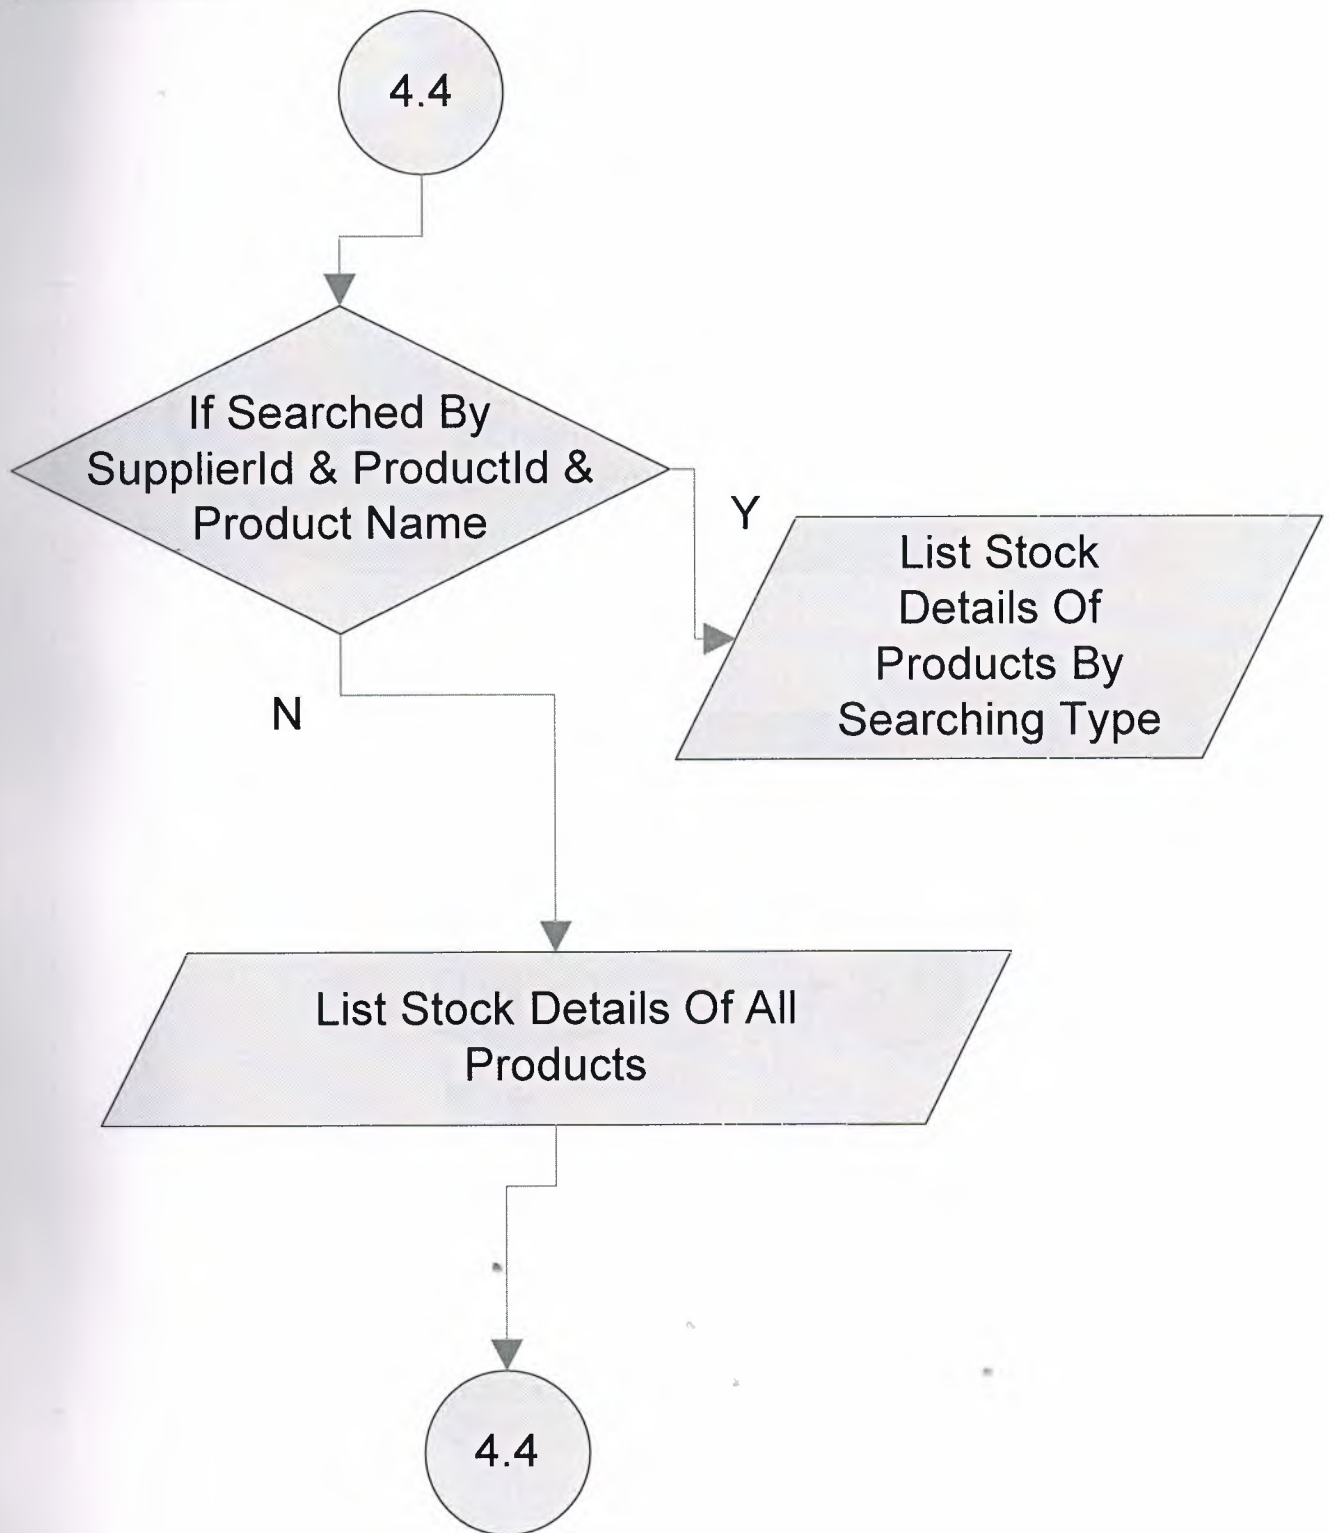 4.4
If Searched By
SupplierId & ProductId &
Product Name
Y
List Stock
Details Of
Products By
Searching Type
N
List Stock Details Of All
Products
4.4